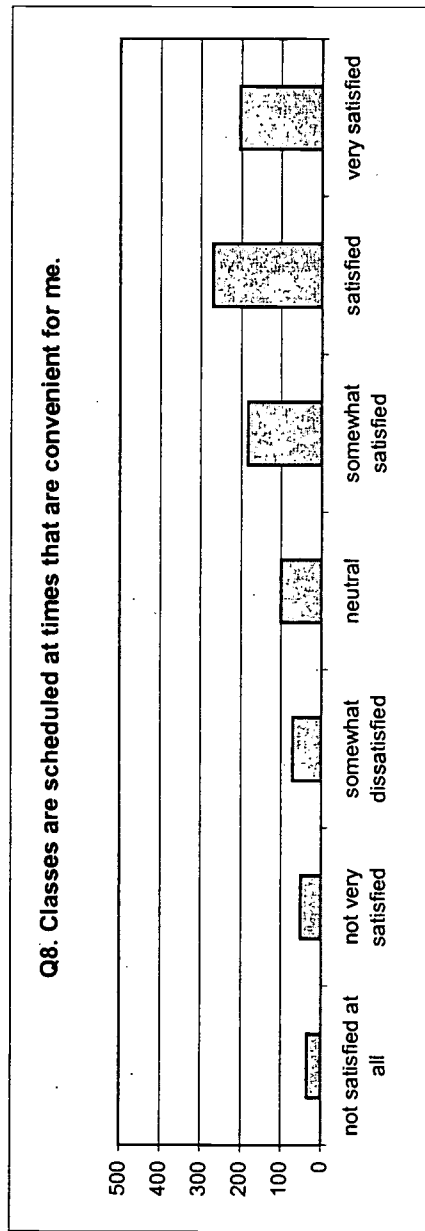 Q8. Classes are scheduled at times that are convenient for me.
500
400
300
200
100
0
not satisfied at
all
not very
satisfied
somewhat
dissatisfied
neutral
somewhat
satisfied
satisfied
very satisfied